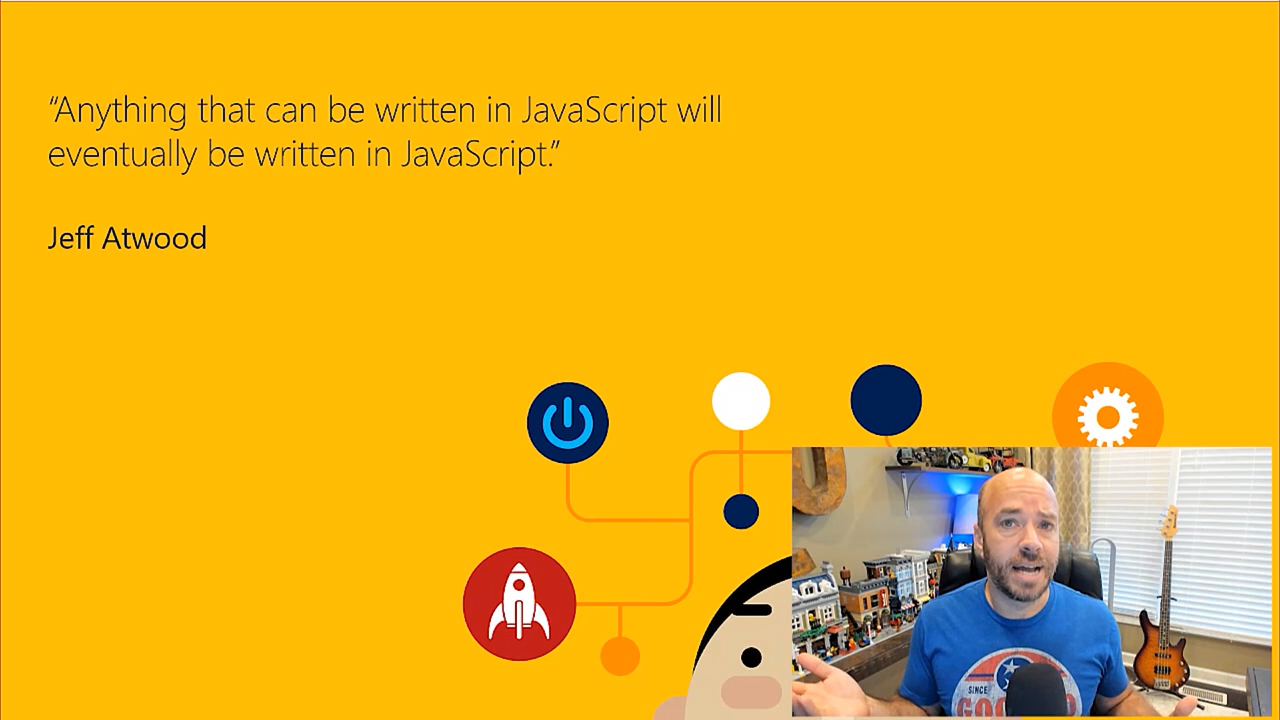 “Anything that can be written in JavaScript will
eventually be written in JavaScript.”
Jeff Atwood
SINCE